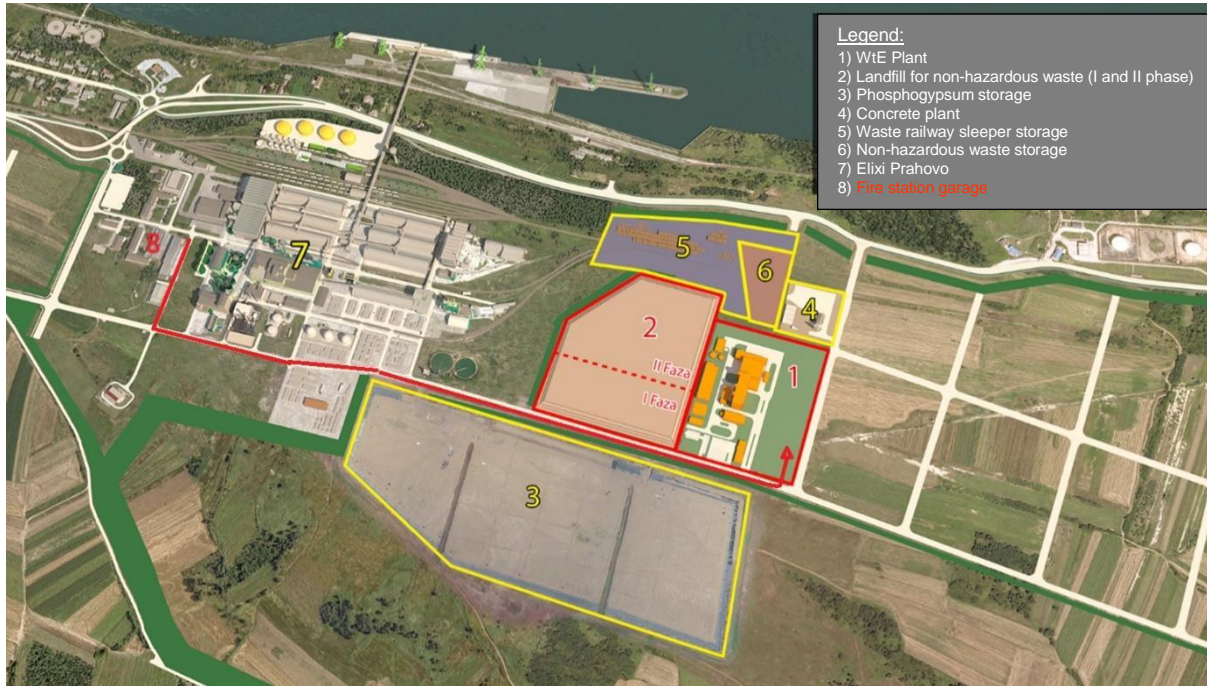 Legend:
1) WtE Plant
2) Landfill for non-hazardous waste (I and II phase)
3) Phosphogypsum storage
4) Concrete plant
5) Waste railway sleeper storage
6) Non-hazardous waste storage
7) Elixi Prahovo
8) Fire station garage
8
7
5
6
4
2
1
II Faza
I Faza
3